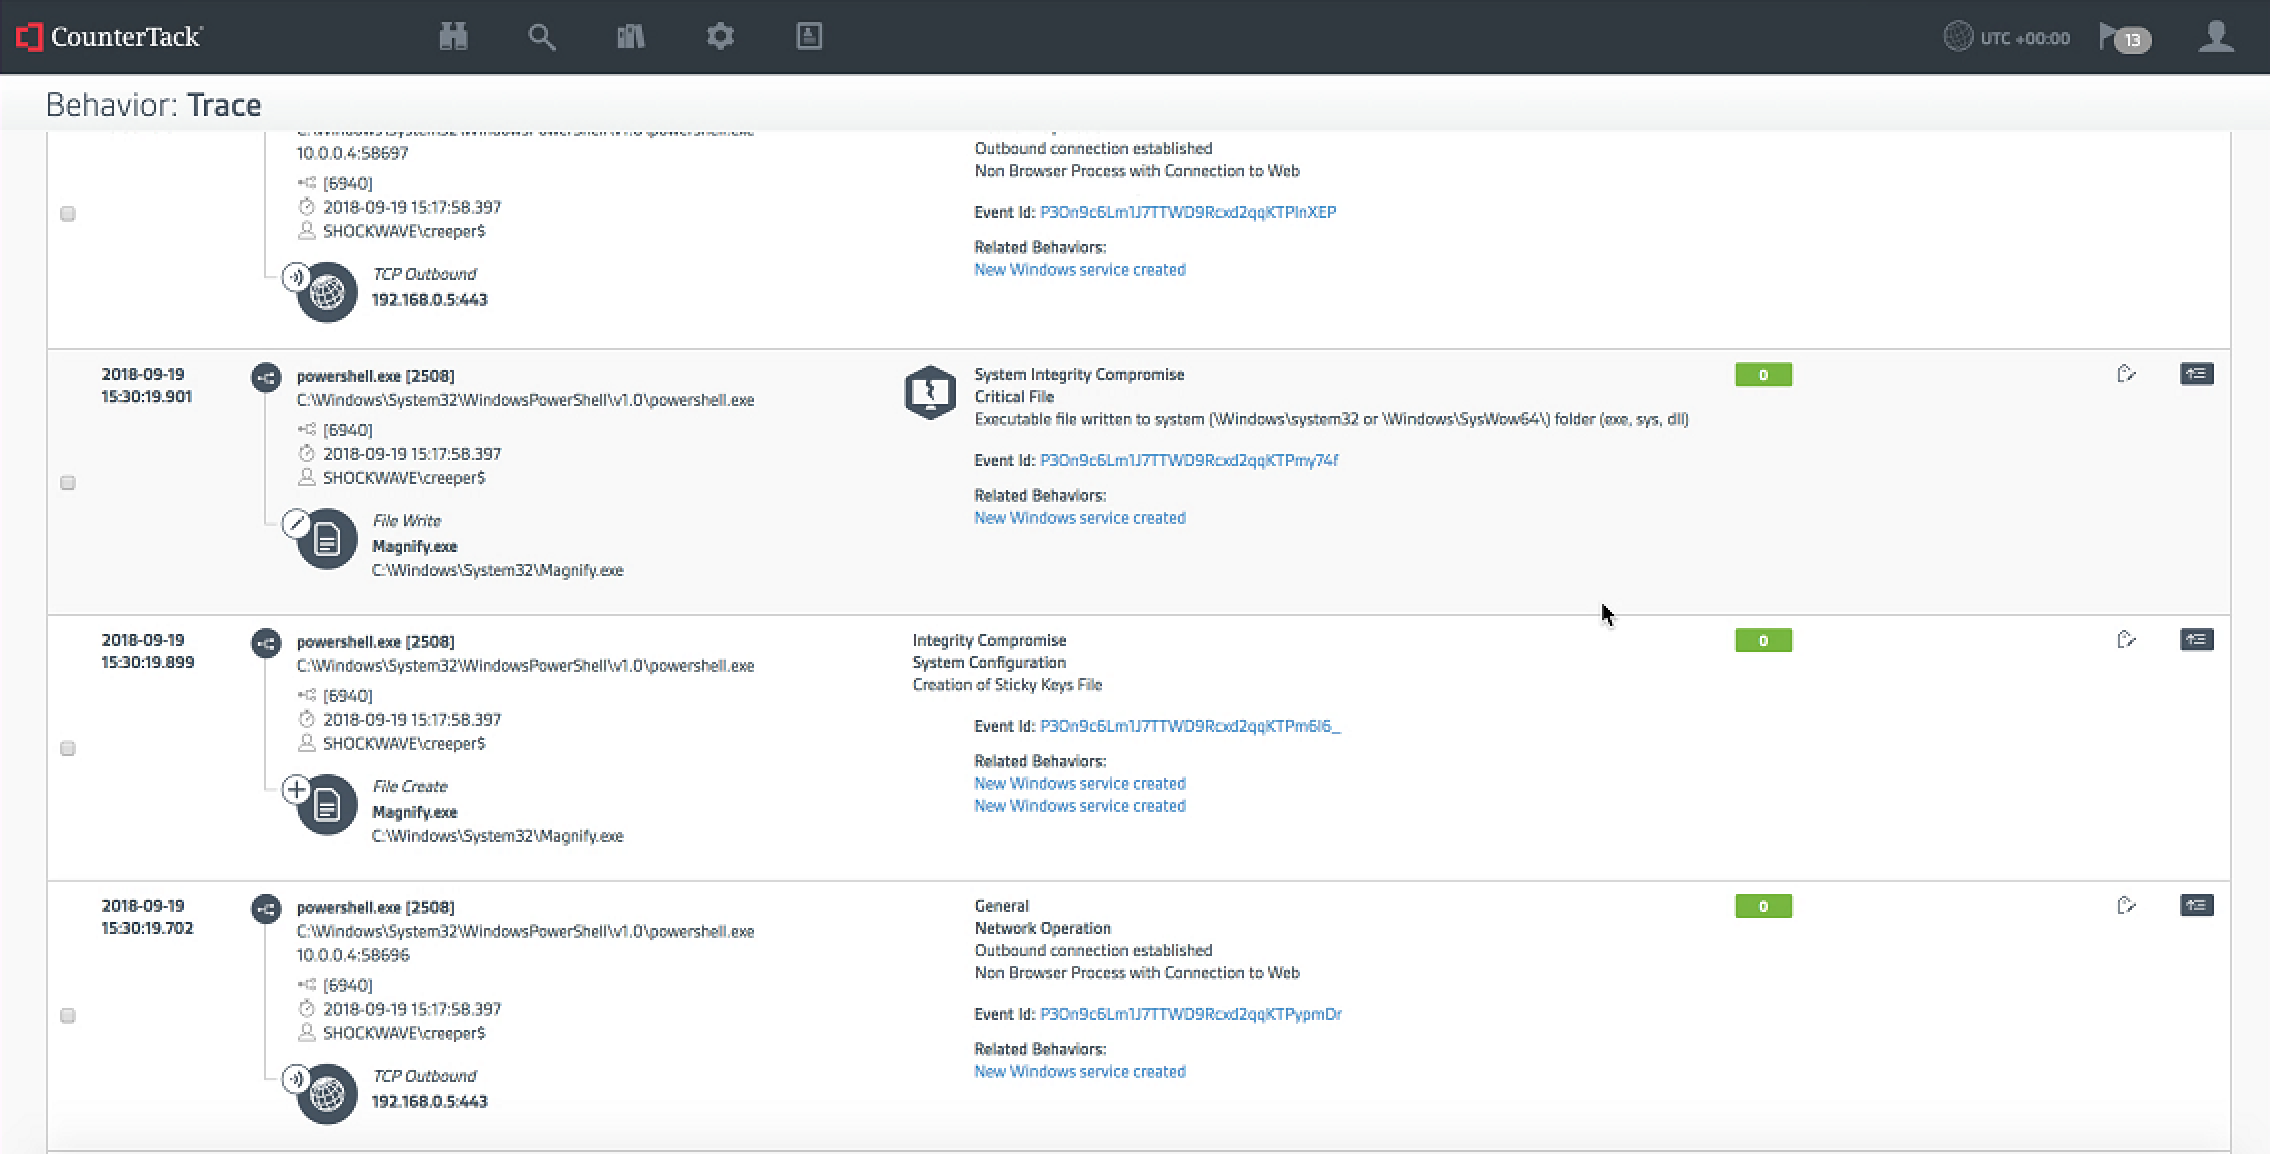 CounterTack
UTC +00:00
13
Behavior: Trace
C:\Windows\System32\WindowsPowerShell\v1.0\powershell.exe
10.0.0.4:58697
[6940]
2018-09-19 15:17:58.397
SHOCKWAVE\creeper$
TCP Outbound
192.168.0.5:443
Outbound connection established
Non Browser Process with Connection to Web
Event Id: P3On9c6Lm1J7TTWD9Rcxd2qqKTPlnXEP
Related Behaviors:
New Windows service created
2018-09-19
15:30:19.901
powershell.exe [2508]
C:\Windows\System32\WindowsPowerShell\v1.0\powershell.exe
[6940]
2018-09-19 15:17:58.397
SHOCKWAVE\creeper$
File Write
Magnify.exe
C:\Windows\System32\Magnify.exe
System Integrity Compromise
Critical File
Executable file written to system (\Windows\system32 or \Windows\SysWow64\) folder (exe, sys, dll)
Event Id: P3On9c6Lm1J7TTWD9Rcxd2qqKTPmy74f
Related Behaviors:
New Windows service created
0
2018-09-19
15:30:19.899
powershell.exe [2508]
C:\Windows\System32\WindowsPowerShell\v1.0\powershell.exe
[6940]
2018-09-19 15:17:58.397
SHOCKWAVE\creeper$
File Create
Magnify.exe
C:\Windows\System32\Magnify.exe
Integrity Compromise
System Configuration
Creation of Sticky Keys File
Event Id: P3On9c6Lm1J7TTWD9Rcxd2qqKTPm6l6_
Related Behaviors:
New Windows service created
New Windows service created
0
2018-09-19
15:30:19.702
powershell.exe [2508]
C:\Windows\System32\WindowsPowerShell\v1.0\powershell.exe
10.0.0.4:58696
[6940]
2018-09-19 15:17:58.397
SHOCKWAVE\creeper$
TCP Outbound
192.168.0.5:443
General
Network Operation
Outbound connection established
Non Browser Process with Connection to Web
Event Id: P3On9c6Lm1J7TTWD9Rcxd2qqKTPypmDr
Related Behaviors:
New Windows service created
0